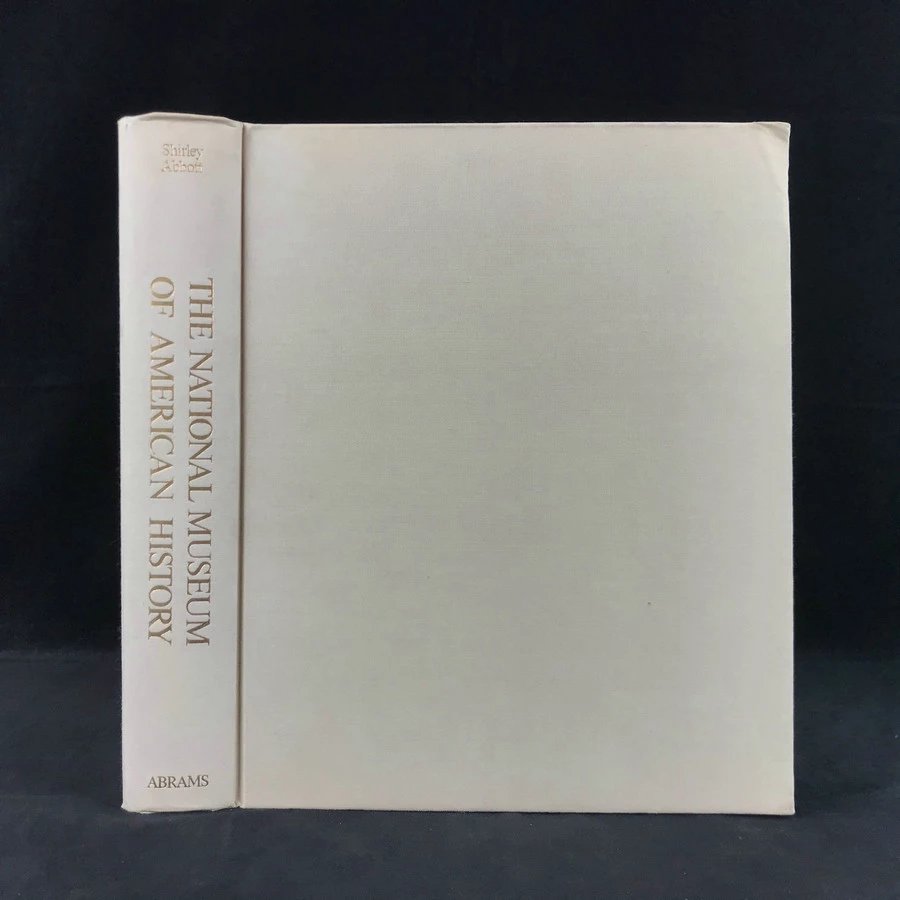 Shirley
Abbott
THE NATIONAL MUSEUM
OF AMERICAN HISTORY
ABRAMS